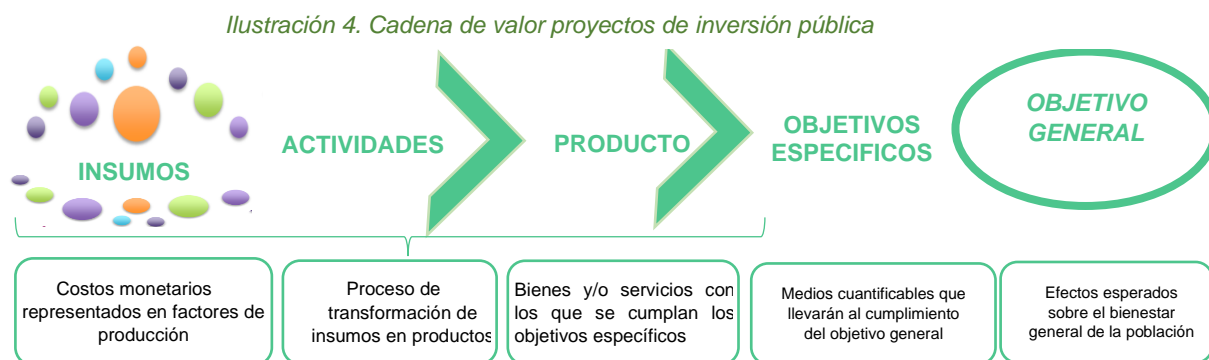 Ilustración 4. Cadena de valor proyectos de inversión pública
INSUMOS
ACTIVIDADES
PRODUCTO
OBJETIVOS
ESPECIFICOS
OBJETIVO
GENERAL
Costos monetarios
representados en factores de
producción
Proceso de
transformación de
insumos en productos
Bienes y/o servicios con
los que se cumplan los
objetivos específicos
Medios cuantificables que
llevarán al cumplimiento
del objetivo general
Efectos esperados
sobre el bienestar
general de la población